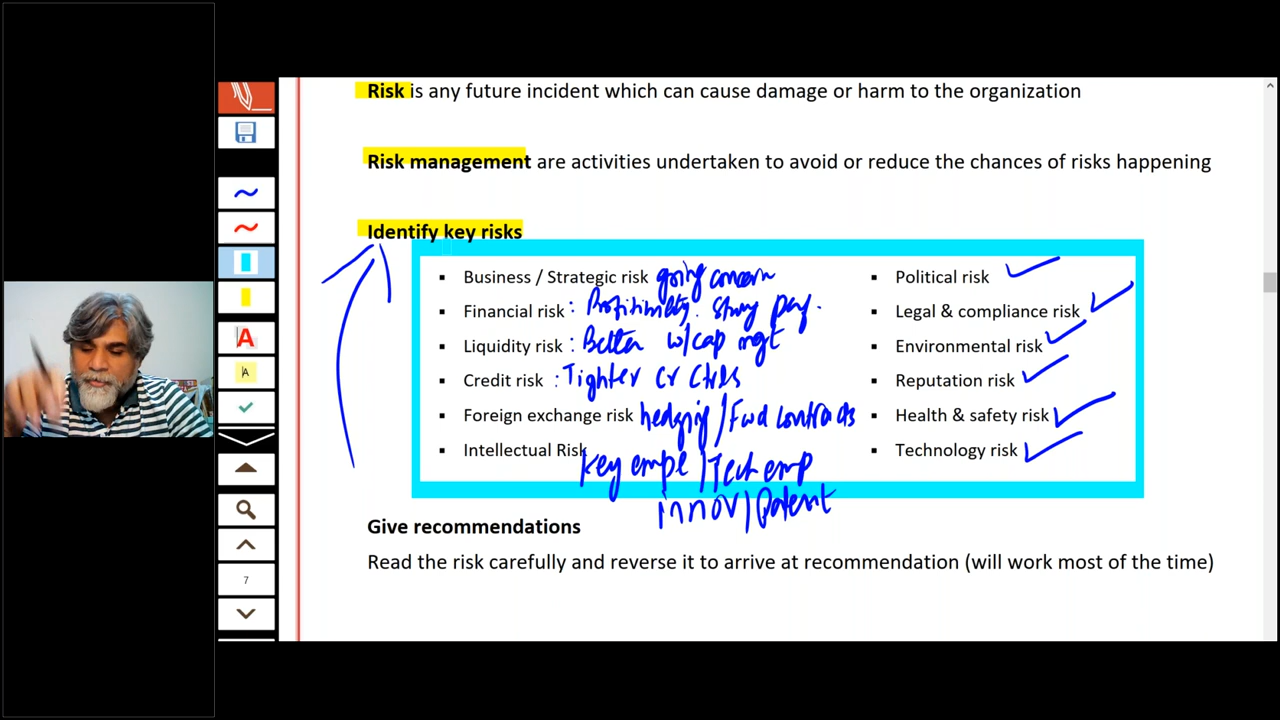 Risk is any future incident which can cause damage or harm to the organization
Risk management are activities undertaken to avoid or reduce the chances of risks happening
Identify key risks
▪ Business / Strategic risk going concern
▪ Financial risk : Strong
▪ Liquidity risk : Better w/cap mgt
▪ Credit risk : Tighter Cr Ctrls
▪ Foreign exchange risk hedging / Fwd contracts
▪ Intellectual Risk
Key empe / Tech emp
innov / Patent
▪ Political risk
▪ Legal & compliance risk
▪ Environmental risk
▪ Reputation risk
▪ Health & safety risk
▪ Technology risk
Give recommendations
Read the risk carefully and reverse it to arrive at recommendation (will work most of the time)
A
A
7